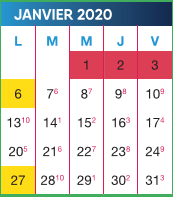 JANVIER 2020
L M M J V
1 2 3
6 7⁶ 8⁷ 9⁸ 10⁹
13¹⁰ 14¹ 15² 16³ 17⁴
20⁵ 21⁶ 22⁷ 23⁸ 24⁹
27 28¹⁰ 29¹ 30² 31³